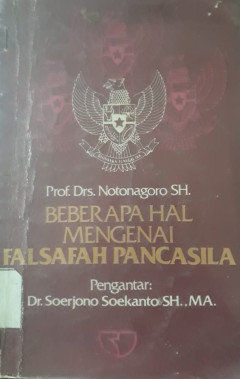 Prof. Drs. Notonagoro SH.
BEBERAPA HAL
MENGENAI
FALSAFAH PANCASILA
Pengantar:
Dr. Soerjono Soekanto SH., MA.